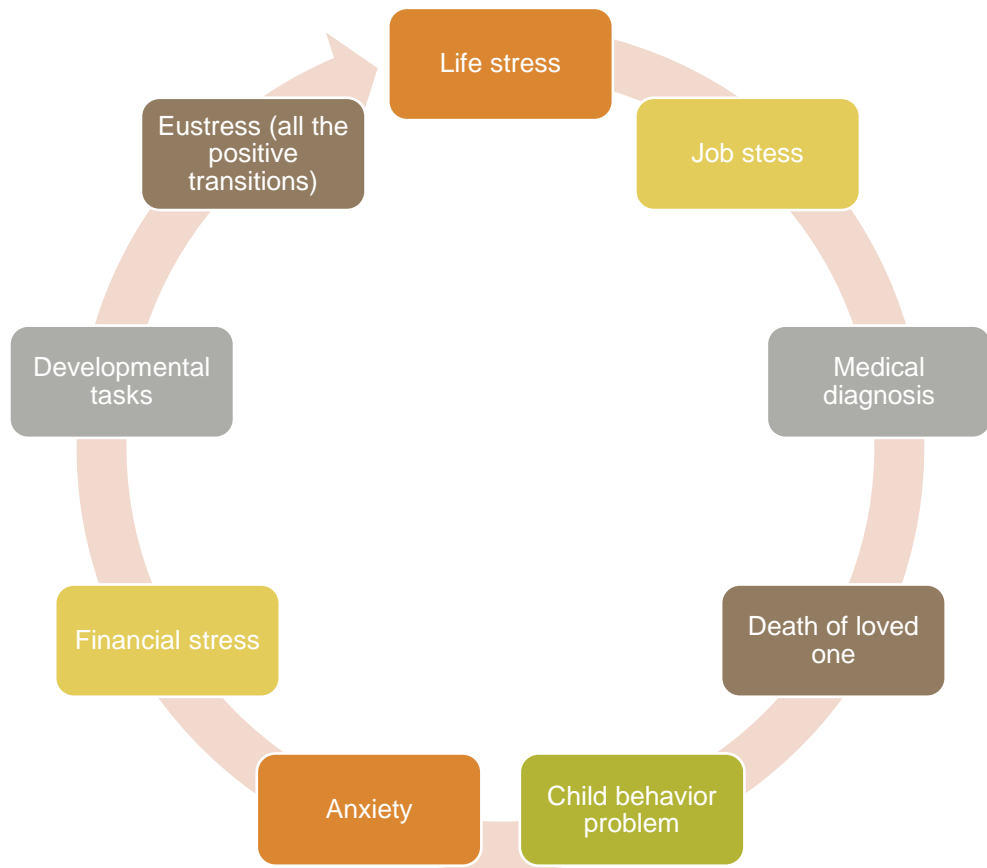 Life stress
Job stess
Medical
diagnosis
Death of loved
one
Child behavior
problem
Anxiety
Financial stress
Developmental
tasks
Eustress (all the
positive
transitions)